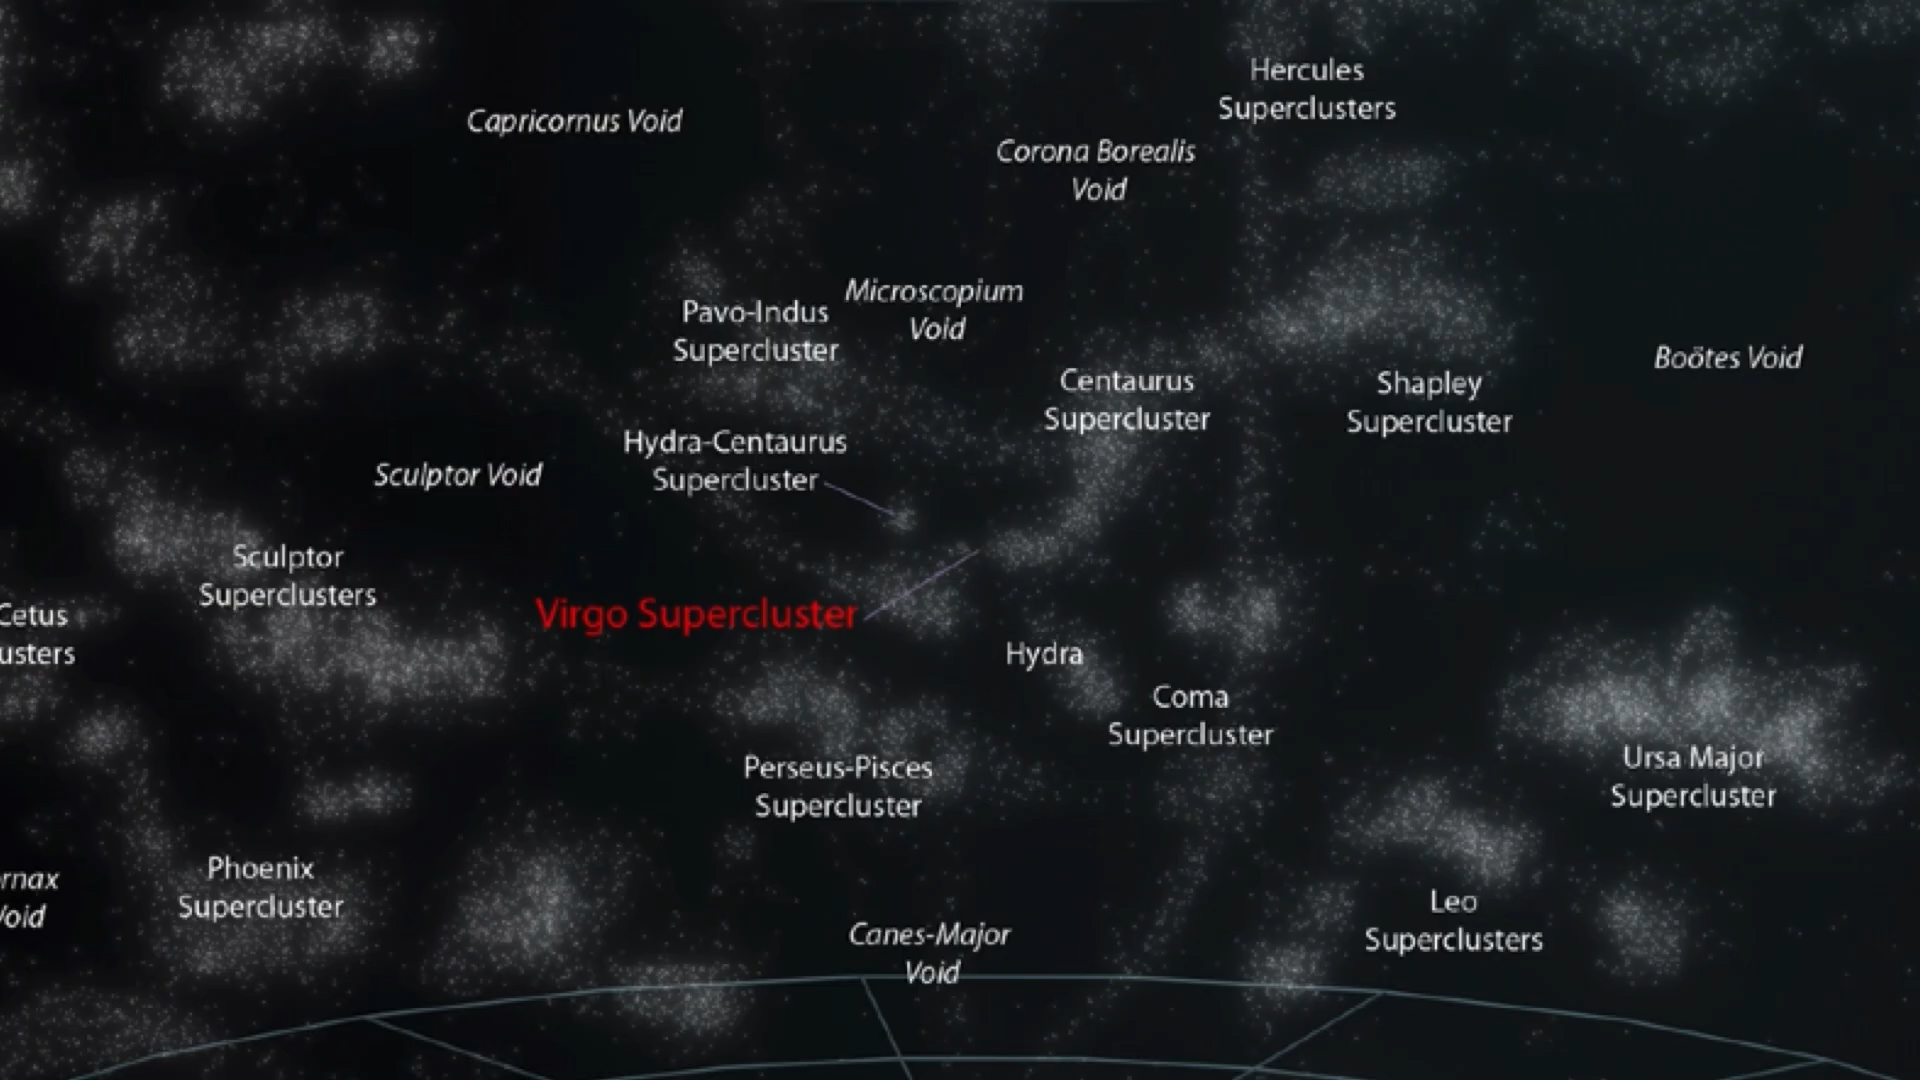 Hercules
Superclusters
Capricornus Void
Corona Borealis
Void
Microscopium
Void
Pavo-Indus
Supercluster
Boötes Void
Centaurus
Supercluster
Shapley
Supercluster
Hydra-Centaurus
Supercluster
Sculptor Void
Sculptor
Superclusters
Cetus
usters
Virgo Supercluster
Hydra
Coma
Supercluster
Perseus-Pisces
Supercluster
Ursa Major
Supercluster
Phoenix
Supercluster
rnax
Void
Leo
Superclusters
Canes-Major
Void